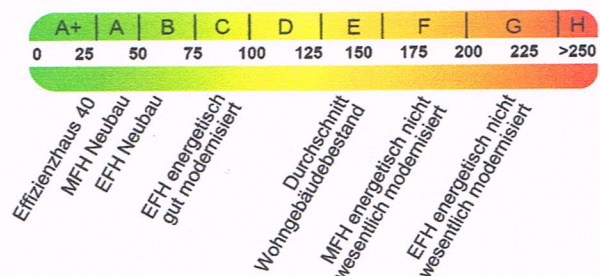 A+ A B C D E F G H
0 25 50 75 100 125 150 175 200 225 >250
Effizienzhaus 40
MFH Neubau
EFH Neubau
EFH energetisch
gut modernisiert
Durchschnitt
Wohngebäudebestand
MFH energetisch nicht
wesentlich modernisiert
EFH energetisch nicht
wesentlich modernisiert